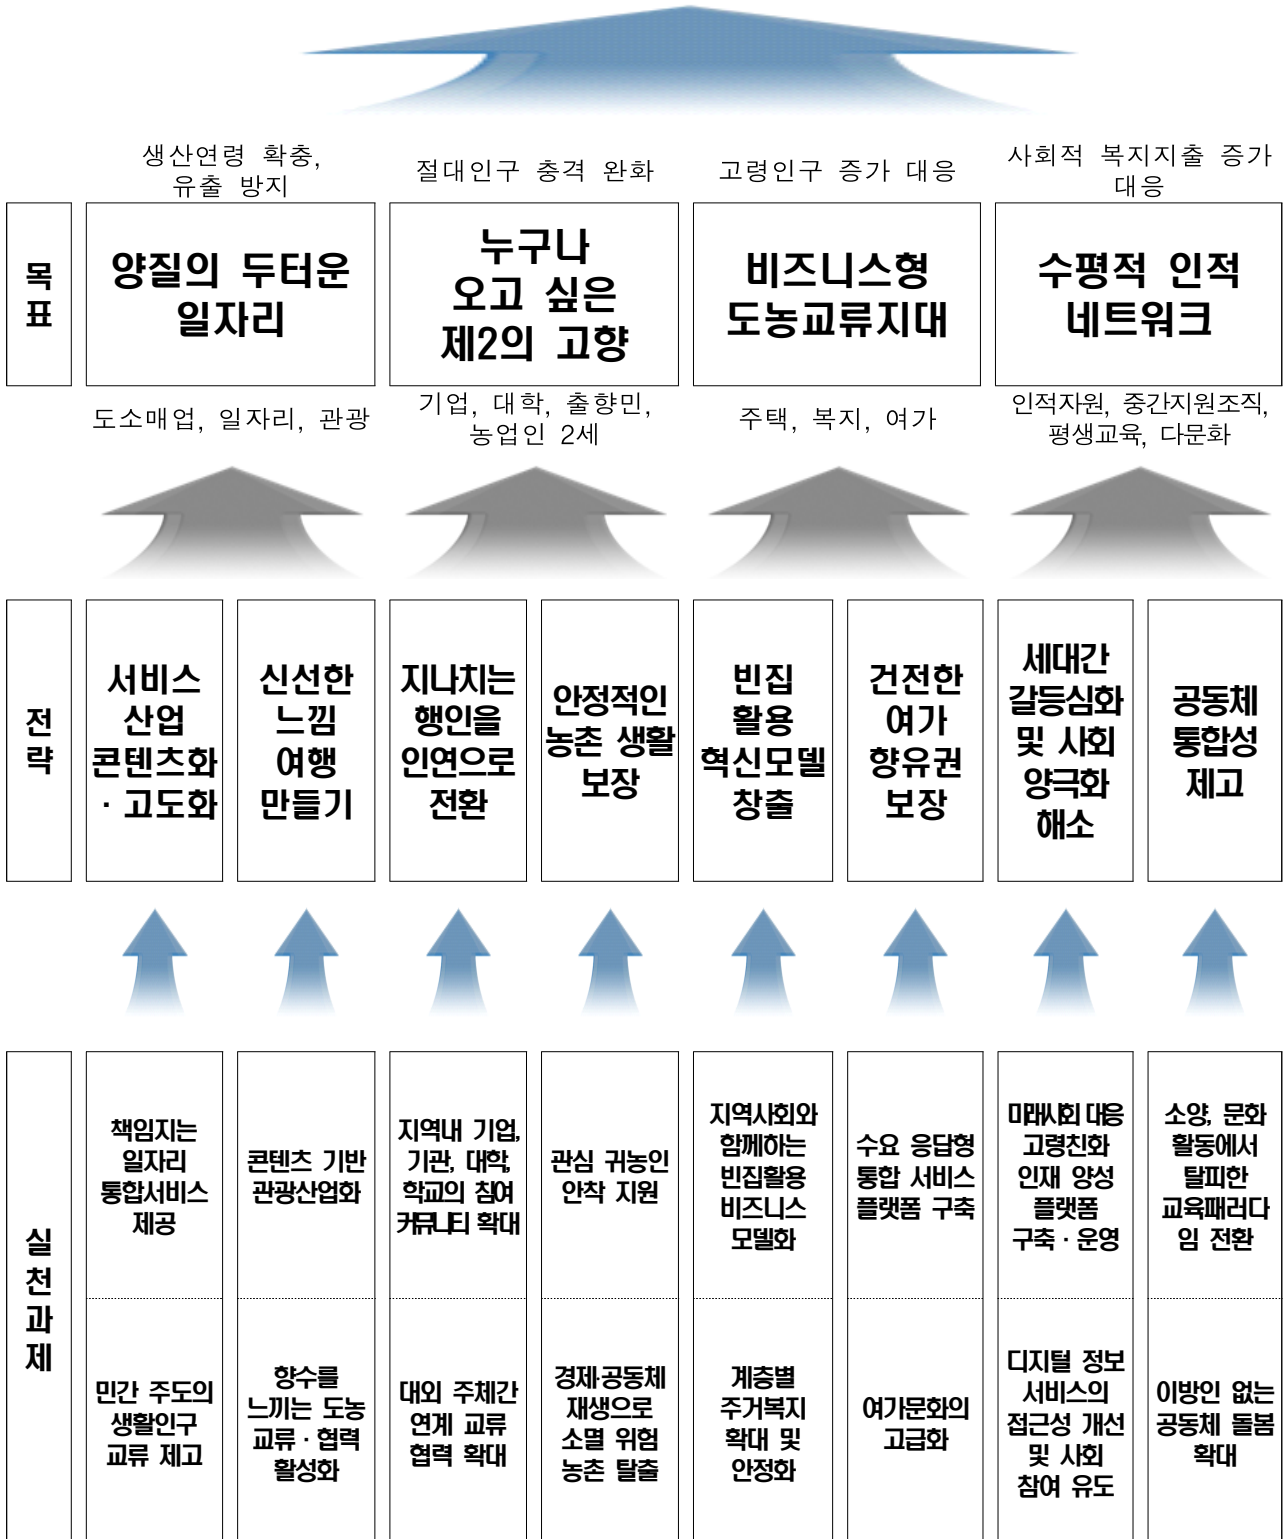 생산연령 확충,
유출 방지
절대인구 충격 완화
고령인구 증가 대응
사회적 복지지출 증가
대응
목
표
양질의 두터운
일자리
누구나
오고 싶은
제2의 고향
비즈니스형
도농교류지대
수평적 인적
네트워크
도소매업, 일자리, 관광
기업, 대학, 출향민,
농업인 2세
주택, 복지, 여가
인적자원, 중간지원조직,
평생교육, 다문화
전
략
서비스
산업
콘텐츠화
· 고도화
신선한
느낌
여행
만들기
지나치는
행인을
인연으로
전환
안정적인
농촌 생활
보장
빈집
활용
혁신모델
창출
건전한
여가
향유권
보장
세대간
갈등심화
및 사회
양극화
해소
공동체
통합성
제고
실
천
과
제
책임지는
일자리
통합서비스
제공
콘텐츠 기반
관광산업화
지역내 기업,
기관, 대학,
학교의 참여
커뮤니티 확대
관심 귀농인
안착 지원
지역사회와
함께하는
빈집활용
비즈니스
모델화
수요 응답형
통합 서비스
플랫폼 구축
미래사회 대응
고령친화
인재 양성
플랫폼
구축 · 운영
소양, 문화
활동에서
탈피한
교육패러다
임 전환
민간 주도의
생활인구
교류 제고
향수를
느끼는 도농
교류 · 협력
활성화
대외 주체간
연계 교류
협력 확대
경제·공동체
재생으로
소멸 위험
농촌 탈출
계층별
주거복지
확대 및
안정화
여가문화의
고급화
디지털 정보
서비스의
접근성 개선
및 사회
참여 유도
이방인 없는
공동체 돌봄
확대